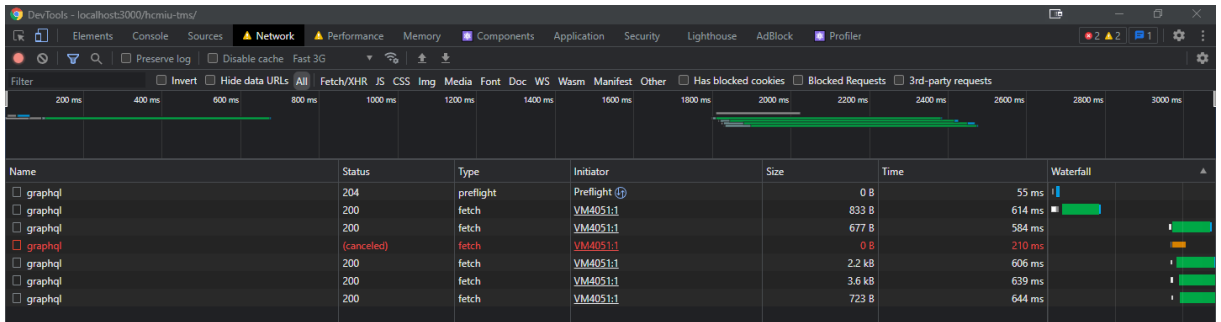 DevTools - localhost:3000/hcmiu-tms/
Elements Console Sources Network Performance Memory Components Application Security Lighthouse AdBlock Profiler 2 2 1
Preserve log Disable cache Fast 3G
Filter Invert Hide data URLs All Fetch/XHR JS CSS Img Media Font Doc WS Wasm Manifest Other Has blocked cookies Blocked Requests 3rd-party requests
200 ms 400 ms 600 ms 800 ms 1000 ms 1200 ms 1400 ms 1600 ms 1800 ms 2000 ms 2200 ms 2400 ms 2600 ms 2800 ms 3000 ms
Name Status Type Initiator Size Time Waterfall
graphql 204 preflight Preflight 0 B 55 ms
graphql 200 fetch VM4051:1 833 B 614 ms
graphql 200 fetch VM4051:1 677 B 584 ms
graphql (canceled) fetch VM4051:1 0 B 210 ms
graphql 200 fetch VM4051:1 2.2 kB 606 ms
graphql 200 fetch VM4051:1 3.6 kB 639 ms
graphql 200 fetch VM4051:1 723 B 644 ms